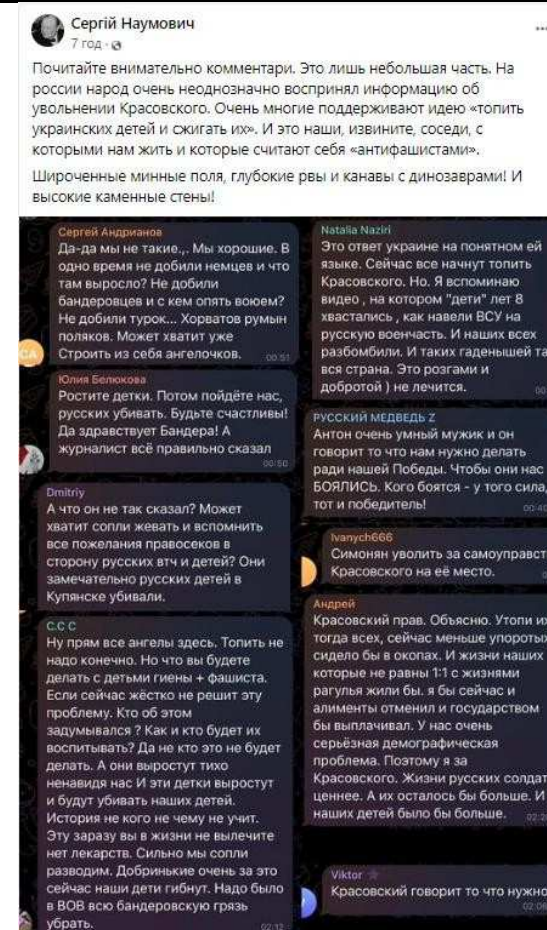 Сергій Наумович
7 год ·
Почитайте внимательно комментари. Это лишь небольшая часть. На
россии народ очень неоднозначно воспринял информацию об
увольнении Красовского. Очень многие поддерживают идею «топить
украинских детей и сжигать их». И это наши, извините, соседи, с
которыми нам жить и которые считают себя «антифашистами».
Широченные минные поля, глубокие рвы и канавы с динозаврами! И
высокие каменные стены!
Сергей Андрианов
Да-да мы не такие.,. Мы хорошие. В
одно время не добили немцев и что
там выросло? Не добили
бандеровцев и с кем опять воюем?
Не добили турок... Хорватов румын
поляков. Может хватит уже
Строить из себя ангелочков.
00:51
СА
Юлия Белюкова
Ростите детки. Потом пойдёте нас,
русских убивать. Будьте счастливы!
Да здравствует Бандера! А
журналист всё правильно сказал
00:50
Dmitriy
А что он не так сказал? Может
хватит сопли жевать и вспомнить
все пожелания правосеков в
сторону русских втч и детей? Они
замечательно русских детей в
Купянске убивали.
С.С С
Ну прям все ангелы здесь. Топить не
надо конечно. Но что вы будете
делать с детьми гиены + фашиста.
Если сейчас жёстко не решит эту
проблему. Кто об этом
задумывался ? Как и кто будет их
воспитывать? Да не кто это не будет
делать. А они выростут тихо
ненавидя нас И эти детки выростут
и будут убивать наших детей.
История не кого не чему не учит.
Эту заразу вы в жизни не вылечите
нет лекарств. Сильно мы сопли
разводим. Добринькие очень за это
сейчас наши дети гибнут. Надо было
в ВОВ всю бандеровскую грязь
убрать.
02:12
Natalia Naziri
Это ответ украине на понятном ей
языке. Сейчас все начнут топить
Красовского. Но. Я вспоминаю
видео , на котором "дети" лет 8
хвастались , как навели ВСУ на
русскую военчасть. И наших всех
разбомбили. И таких гаденышей
вся страна. Это розгами и
добротой ) не лечится.
РУССКИЙ МЕДВЕДЬ Z
Антон очень умный мужик и он
говорит то что нам нужно делать
ради нашей Победы. Чтобы они нас
БОЯЛИСЬ. Кого боятся - у того сила,
тот и победитель!
Ivanych666
Симонян уволить за
Красовского на её место.
Андрей
Красовский прав. Объясню. Утопи их
тогда всех, сейчас меньше упоротых
сидело бы в окопах. И жизни наших
которые не равны 1:1 с жизнями
рагулья жили бы. я бы сейчас и
алименты отменил и государством
бы выплачивал. У нас очень
серьёзная демографическая
проблема. Поэтому я за
Красовского. Жизни русских солдат
ценнее. А их осталось бы больше. И
наших детей было бы больше.
Viktor
Красовский говорит то что нужно